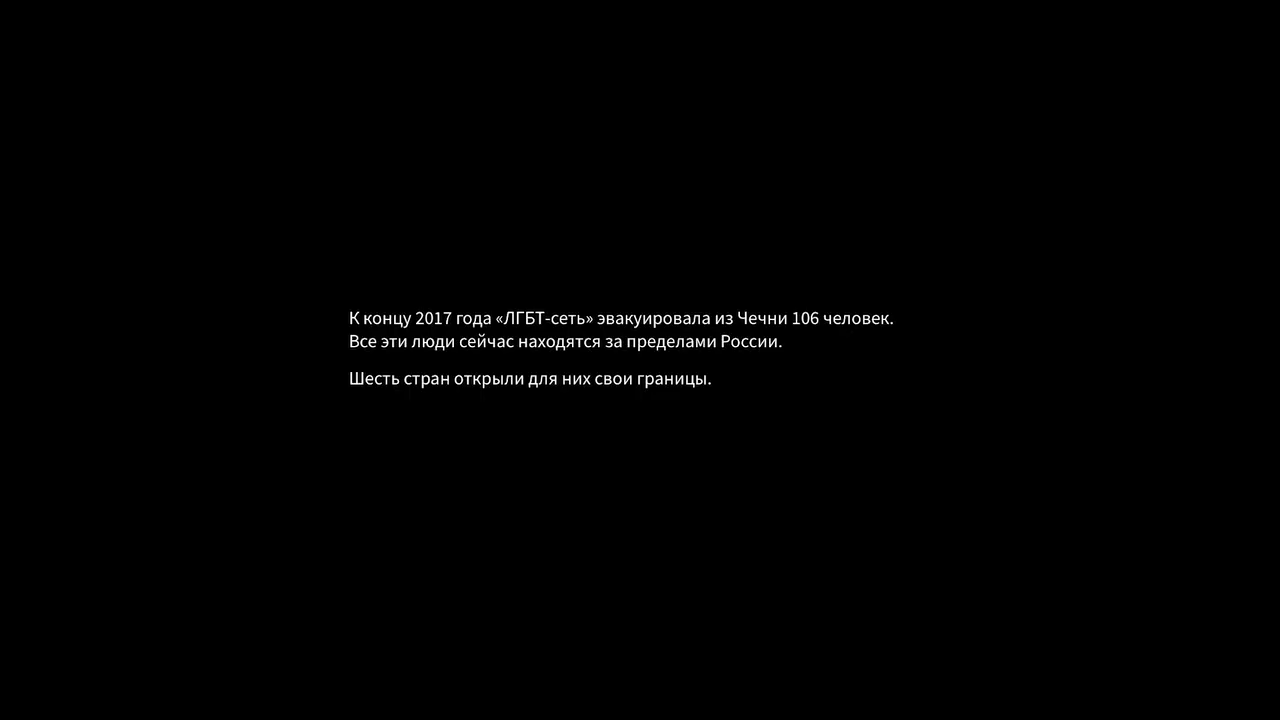 К концу 2017 года «ЛГБТ-сеть» эвакуировала из Чечни 106 человек.
Все эти люди сейчас находятся за пределами России.
Шесть стран открыли для них свои границы.